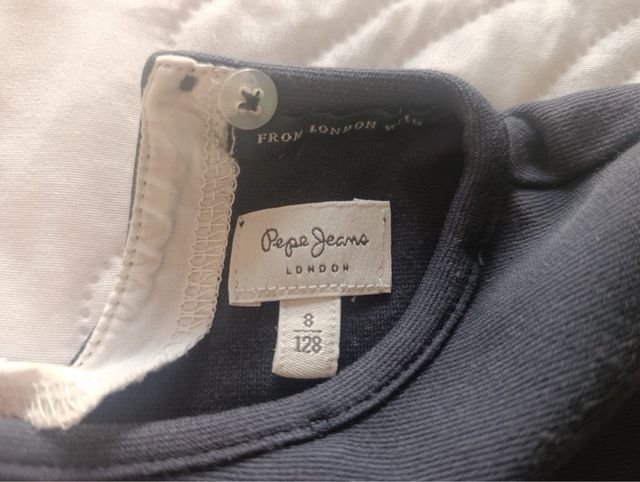 FROM LONDON WITH
Pepe Jeans
LONDON
8
128